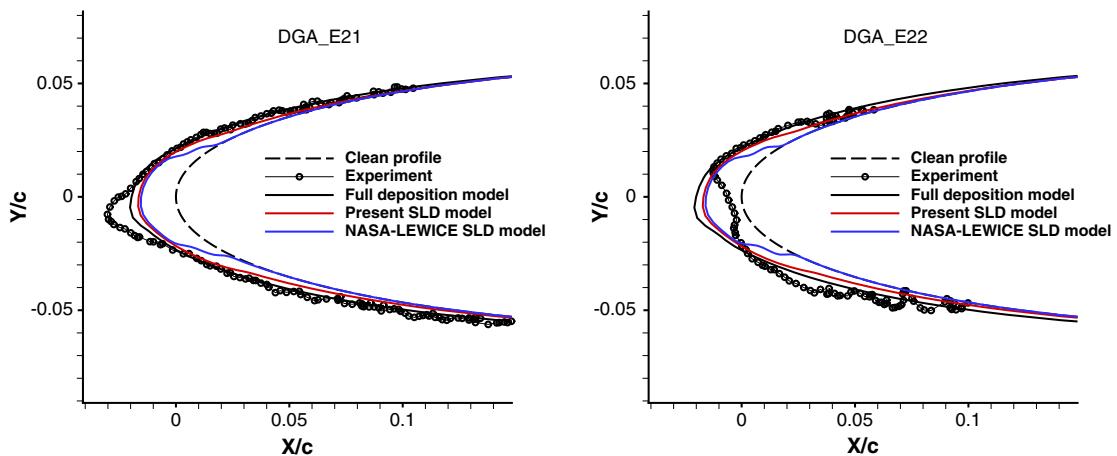 DGA_E21
Y/c
0.05
0
-0.05
Clean profile
Experiment
Full deposition model
Present SLD model
NASA-LEWICE SLD model
0
0.05
0.1
X/c
DGA_E22
Y/c
0.05
0
-0.05
Clean profile
Experiment
Full deposition model
Present SLD model
NASA-LEWICE SLD model
0
0.05
0.1
X/c